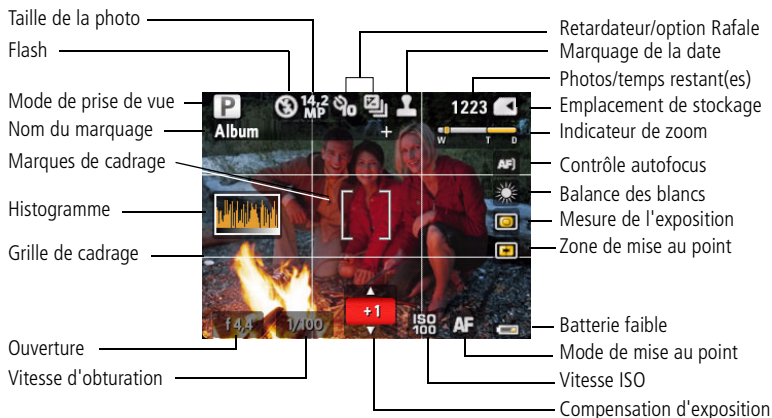 Taille de la photo
Flash
Mode de prise de vue
Nom du marquage
Marques de cadrage
Histogramme
Grille de cadrage
Ouverture
Vitesse d'obturation
P
14,2
MP
1223
Album
+
W T D
AF
f 4,4
1/100
+1
ISO
100
AF
Retardateur/option Rafale
Marquage de la date
Photos/temps restant(es)
Emplacement de stockage
Indicateur de zoom
Contrôle autofocus
Balance des blancs
Mesure de l'exposition
Zone de mise au point
Batterie faible
Mode de mise au point
Vitesse ISO
Compensation d'exposition